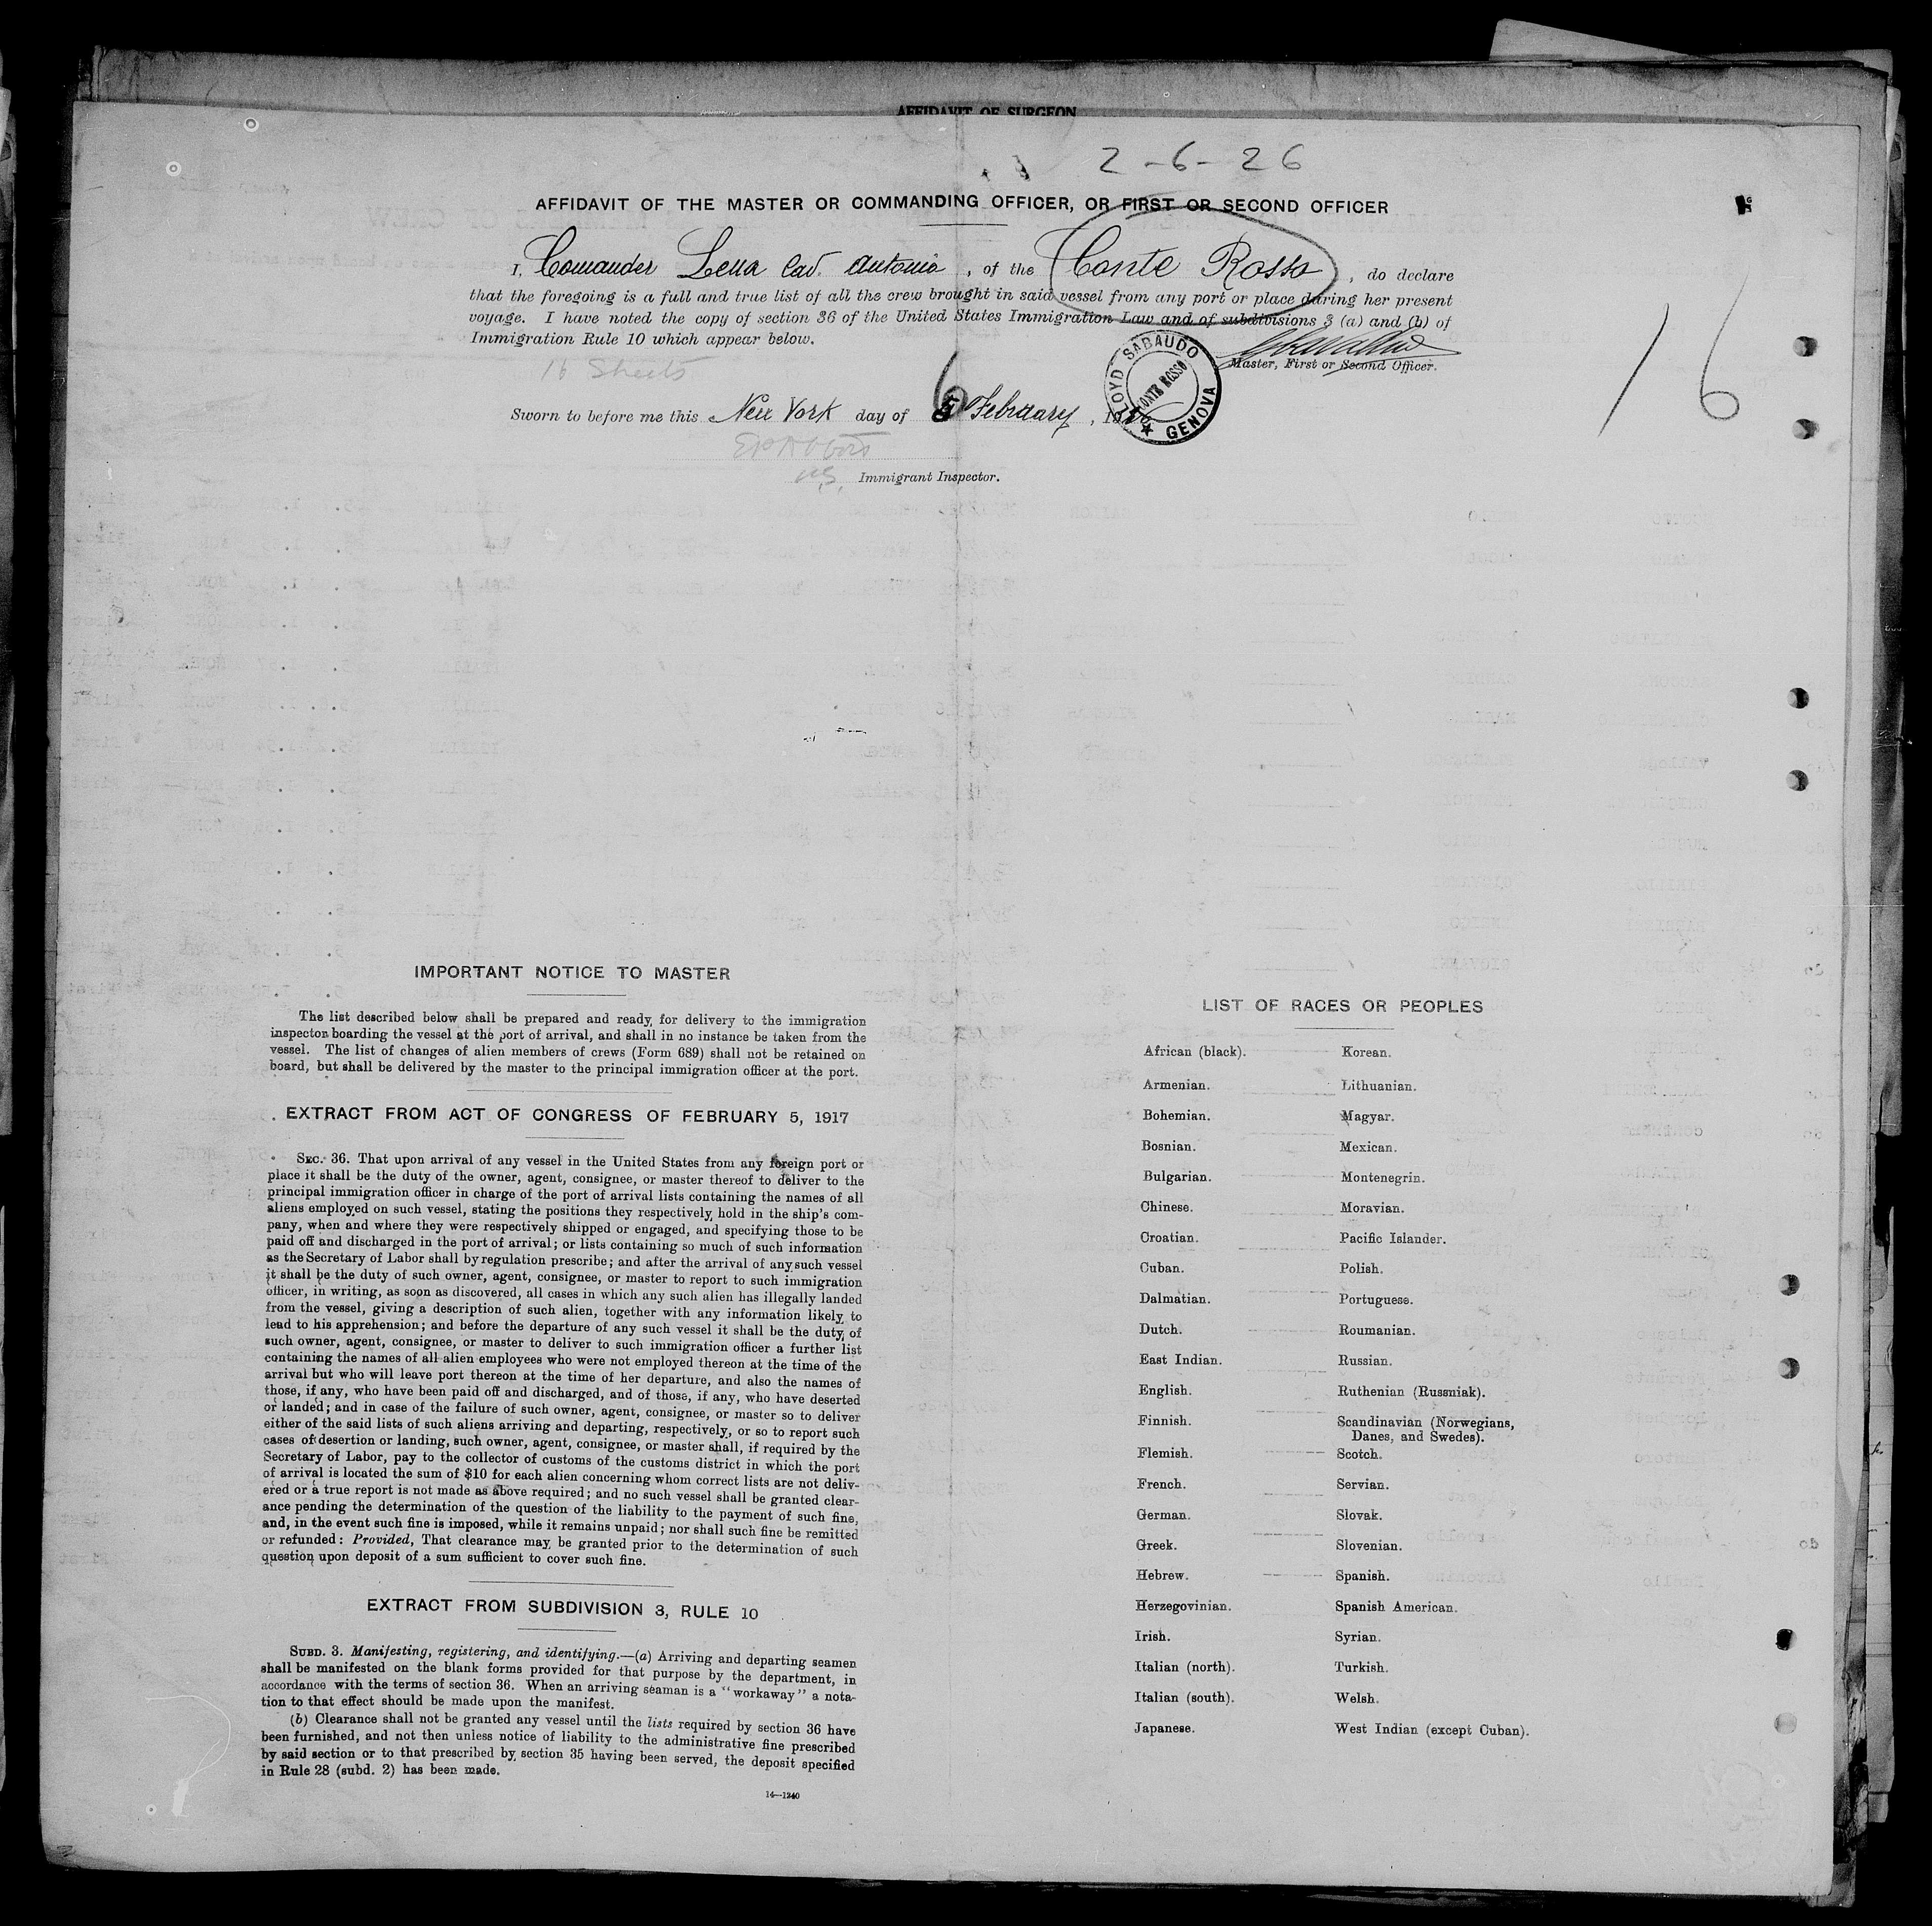 AFFIDAVIT OF SURGEON
2-6-26
AFFIDAVIT OF THE MASTER OR COMMANDING OFFICER, OR FIRST OR SECOND OFFICER
I, Comander Lena Cav. Antonio, of the Conte Rosso, do declare
that the foregoing is a full and true list of all the crew brought in said vessel from any port or place during her present
voyage. I have noted the copy of section 36 of the United States Immigration Law and of subdivisions 3 (a) and (b) of
Immigration Rule 10 which appear below.
16 Sheets
LLOYD SABAUDO
CONTE ROSSO
★ GENOVA
Master, First or Second Officer.
16
Sworn to before me this New York day of 6 February, 1926
U.S. Immigrant Inspector.
IMPORTANT NOTICE TO MASTER
The list described below shall be prepared and ready, for delivery to the immigration
inspector boarding the vessel at the port of arrival, and shall in no instance be taken from the
vessel. The list of changes of alien members of crews (Form 689) shall not be retained on
board, but shall be delivered by the master to the principal immigration officer at the port.
EXTRACT FROM ACT OF CONGRESS OF FEBRUARY 5, 1917
SEC. 36. That upon arrival of any vessel in the United States from any foreign port or
place it shall be the duty of the owner, agent, consignee, or master thereof to deliver to the
principal immigration officer in charge of the port of arrival lists containing the names of all
aliens employed on such vessel, stating the positions they respectively hold in the ship's com-
pany, when and where they were respectively shipped or engaged, and specifying those to be
paid off and discharged in the port of arrival; or lists containing so much of such information
as the Secretary of Labor shall by regulation prescribe; and after the arrival of any such vessel
it shall be the duty of such owner, agent, consignee, or master to report to such immigration
officer, in writing, as soon as discovered, all cases in which any such alien has illegally landed
from the vessel, giving a description of such alien, together with any information likely to
lead to his apprehension; and before the departure of any such vessel it shall be the duty of
such owner, agent, consignee, or master to deliver to such immigration officer a further list
containing the names of all alien employees who were not employed thereon at the time of the
arrival but who will leave port thereon at the time of her departure, and also the names of
those, if any, who have been paid off and discharged, and of those, if any, who have deserted
or landed; and in case of the failure of such owner, agent, consignee, or master so to deliver
either of the said lists of such aliens arriving and departing, respectively, or so to report such
cases of desertion or landing, such owner, agent, consignee, or master shall, if required by the
Secretary of Labor, pay to the collector of customs of the customs district in which the port
of arrival is located the sum of $10 for each alien concerning whom correct lists are not deliv-
ered or a true report is not made as above required; and no such vessel shall be granted clear-
ance pending the determination of the question of the liability to the payment of such fine,
and, in the event such fine is imposed, while it remains unpaid; nor shall such fine be remitted
or refunded: Provided, That clearance may be granted prior to the determination of such
question upon deposit of a sum sufficient to cover such fine.
EXTRACT FROM SUBDIVISION 3, RULE 10
SUBD. 3. Manifesting, registering, and identifying.—(a) Arriving and departing seamen
shall be manifested on the blank forms provided for that purpose by the department, in
accordance with the terms of section 36. When an arriving seaman is a "workaway" a nota-
tion to that effect should be made upon the manifest.
(b) Clearance shall not be granted any vessel until the lists required by section 36 have
been furnished, and not then unless notice of liability to the administrative fine prescribed
by said section or to that prescribed by section 35 having been served, the deposit specified
in Rule 28 (subd. 2) has been made.
14—1240
LIST OF RACES OR PEOPLES
African (black). Korean.
Armenian. Lithuanian.
Bohemian. Magyar.
Bosnian. Mexican.
Bulgarian. Montenegrin.
Chinese. Moravian.
Croatian. Pacific Islander.
Cuban. Polish.
Dalmatian. Portuguese.
Dutch. Roumanian.
East Indian. Russian.
English. Ruthenian (Russniak).
Finnish. Scandinavian (Norwegians,
Danes, and Swedes).
Flemish. Scotch.
French. Servian.
German. Slovak.
Greek. Slovenian.
Hebrew. Spanish.
Herzegovinian. Spanish American.
Irish. Syrian.
Italian (north). Turkish.
Italian (south). Welsh.
Japanese. West Indian (except Cuban).